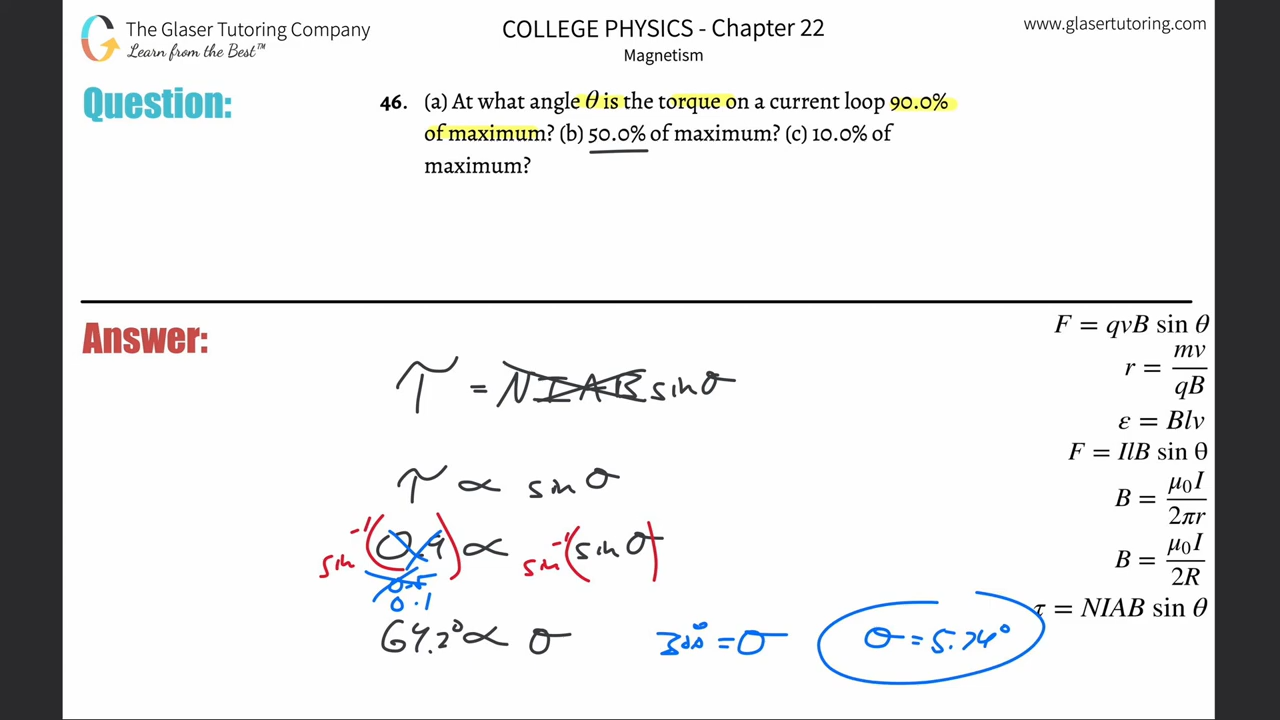 The Glaser Tutoring Company
Learn from the Best™
COLLEGE PHYSICS - Chapter 22
Magnetism
www.glasertutoring.com
Question:
46. (a) At what angle θ is the torque on a current loop 90.0%
of maximum? (b) 50.0% of maximum? (c) 10.0% of
maximum?
Answer:
τ = NIAB sin θ
τ ∝ sin θ
sin⁻¹(0.9) ∝ sin⁻¹(sin θ)
0.5
0.1
64.2° ∝ θ
30° = θ
θ = 5.74°
F = qvB sin θ
r = mv/qB
ε = Blv
F = IlB sin θ
B = μ₀I/2πr
B = μ₀I/2R
τ = NIAB sin θ